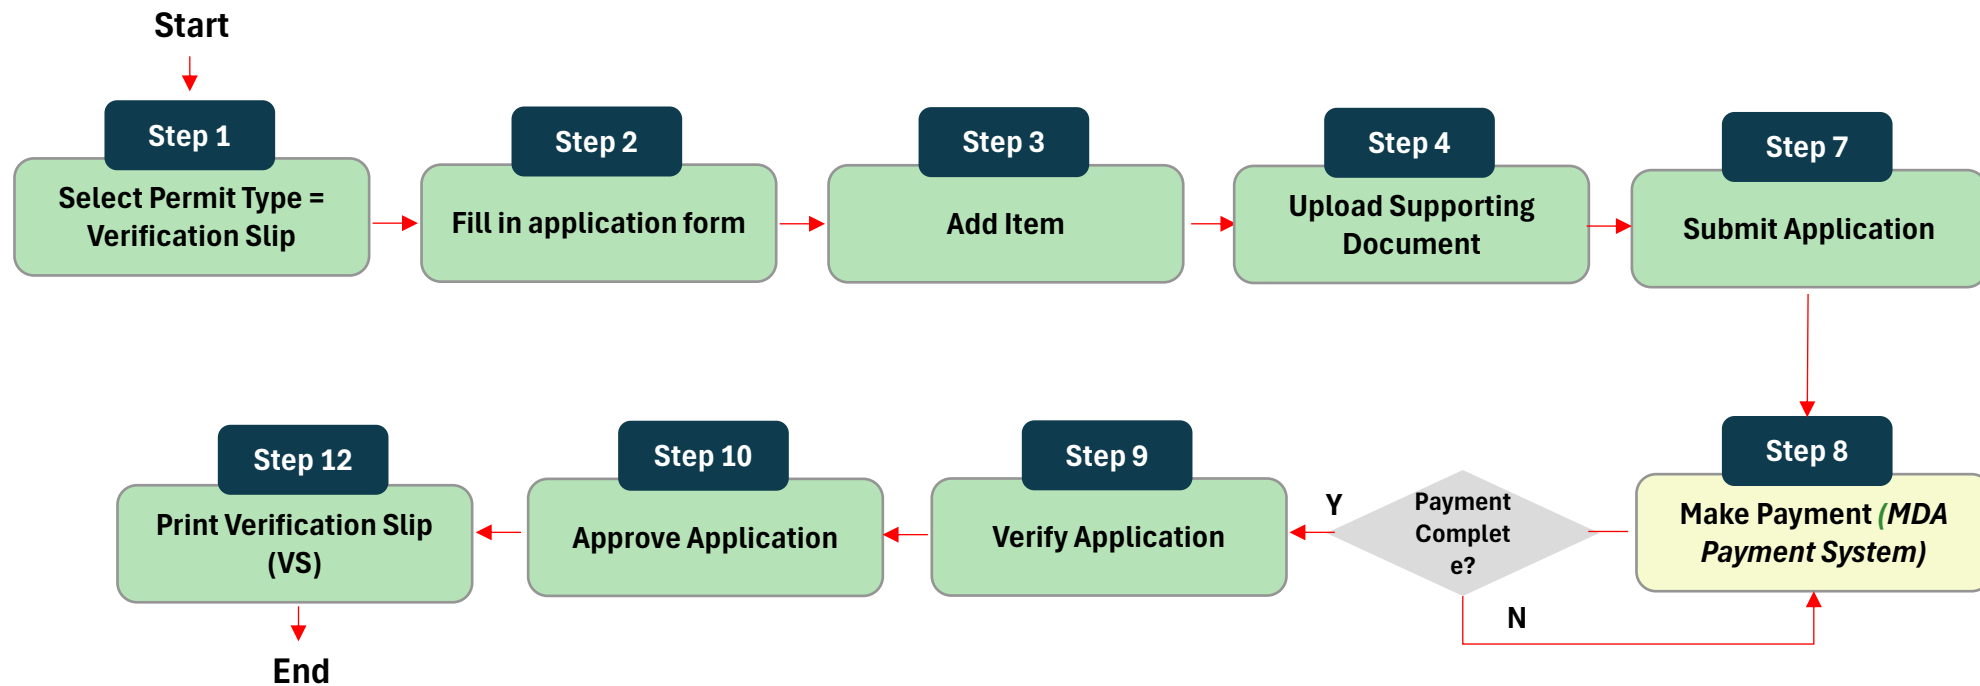 Start
Step 1
Select Permit Type =
Verification Slip
Step 2
Fill in application form
Step 3
Add Item
Step 4
Upload Supporting
Document
Step 7
Submit Application
Step 8
Make Payment (MDA
Payment System)
Payment
Complet
e?
Y
N
Step 9
Verify Application
Step 10
Approve Application
Step 12
Print Verification Slip
(VS)
End